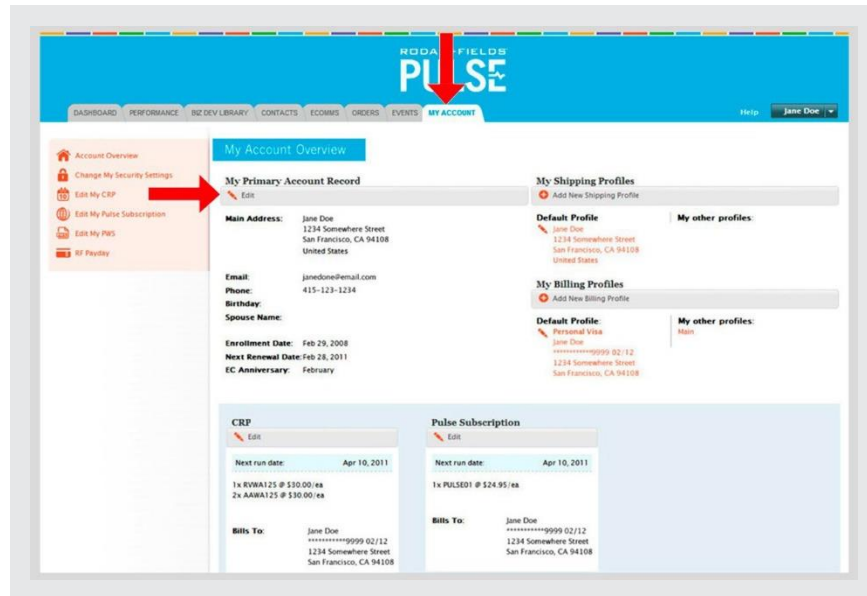 RODAN+FIELDS
PULSE
DASHBOARD PERFORMANCE BIZ DEV LIBRARY CONTACTS ECOMMS ORDERS EVENTS MY ACCOUNT
Help Jane Doe
Account Overview
Change My Security Settings
Edit My CRP
Edit My Pulse Subscription
Edit My PWS
RF Payday
My Account Overview
My Primary Account Record
Edit
Main Address: Jane Doe
1234 Somewhere Street
San Francisco, CA 94108
United States
Email: janedone@email.com
Phone: 415-123-1234
Birthday:
Spouse Name:
Enrollment Date: Feb 29, 2008
Next Renewal Date: Feb 28, 2011
EC Anniversary: February
My Shipping Profiles
Add New Shipping Profile
Default Profile
Jane Doe
1234 Somewhere Street
San Francisco, CA 94108
United States
My other profiles:
My Billing Profiles
Add New Billing Profile
Default Profile:
Personal Visa
Jane Doe
************9999 02/12
1234 Somewhere Street
San Francisco, CA 94108
My other profiles:
Main
CRP
Edit
Next run date: Apr 10, 2011
1x RVWA125 @ $30.00/ea
2x AAWA125 @ $30.00/ea
Bills To: Jane Doe
************9999 02/12
1234 Somewhere Street
San Francisco, CA 94108
Pulse Subscription
Edit
Next run date: Apr 10, 2011
1x PULSE01 @ $24.95/ea
Bills To: Jane Doe
************9999 02/12
1234 Somewhere Street
San Francisco, CA 94108